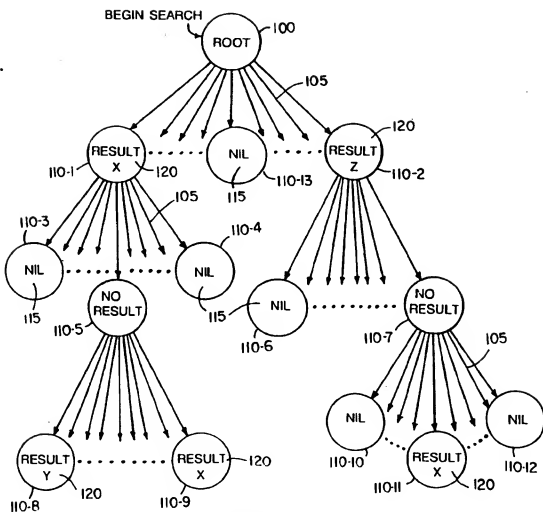 BEGIN SEARCH
100
ROOT
105
120
RESULT
X
120
110-1
NIL
115
110-13
RESULT
Z
110-2
105
110-3
110-4
NIL
115
NIL
115
NO
RESULT
110-5
NIL
110-6
NO
RESULT
110-7
105
RESULT
Y
120
110-8
RESULT
X
120
110-9
NIL
110-10
RESULT
X
120
110-11
NIL
110-12